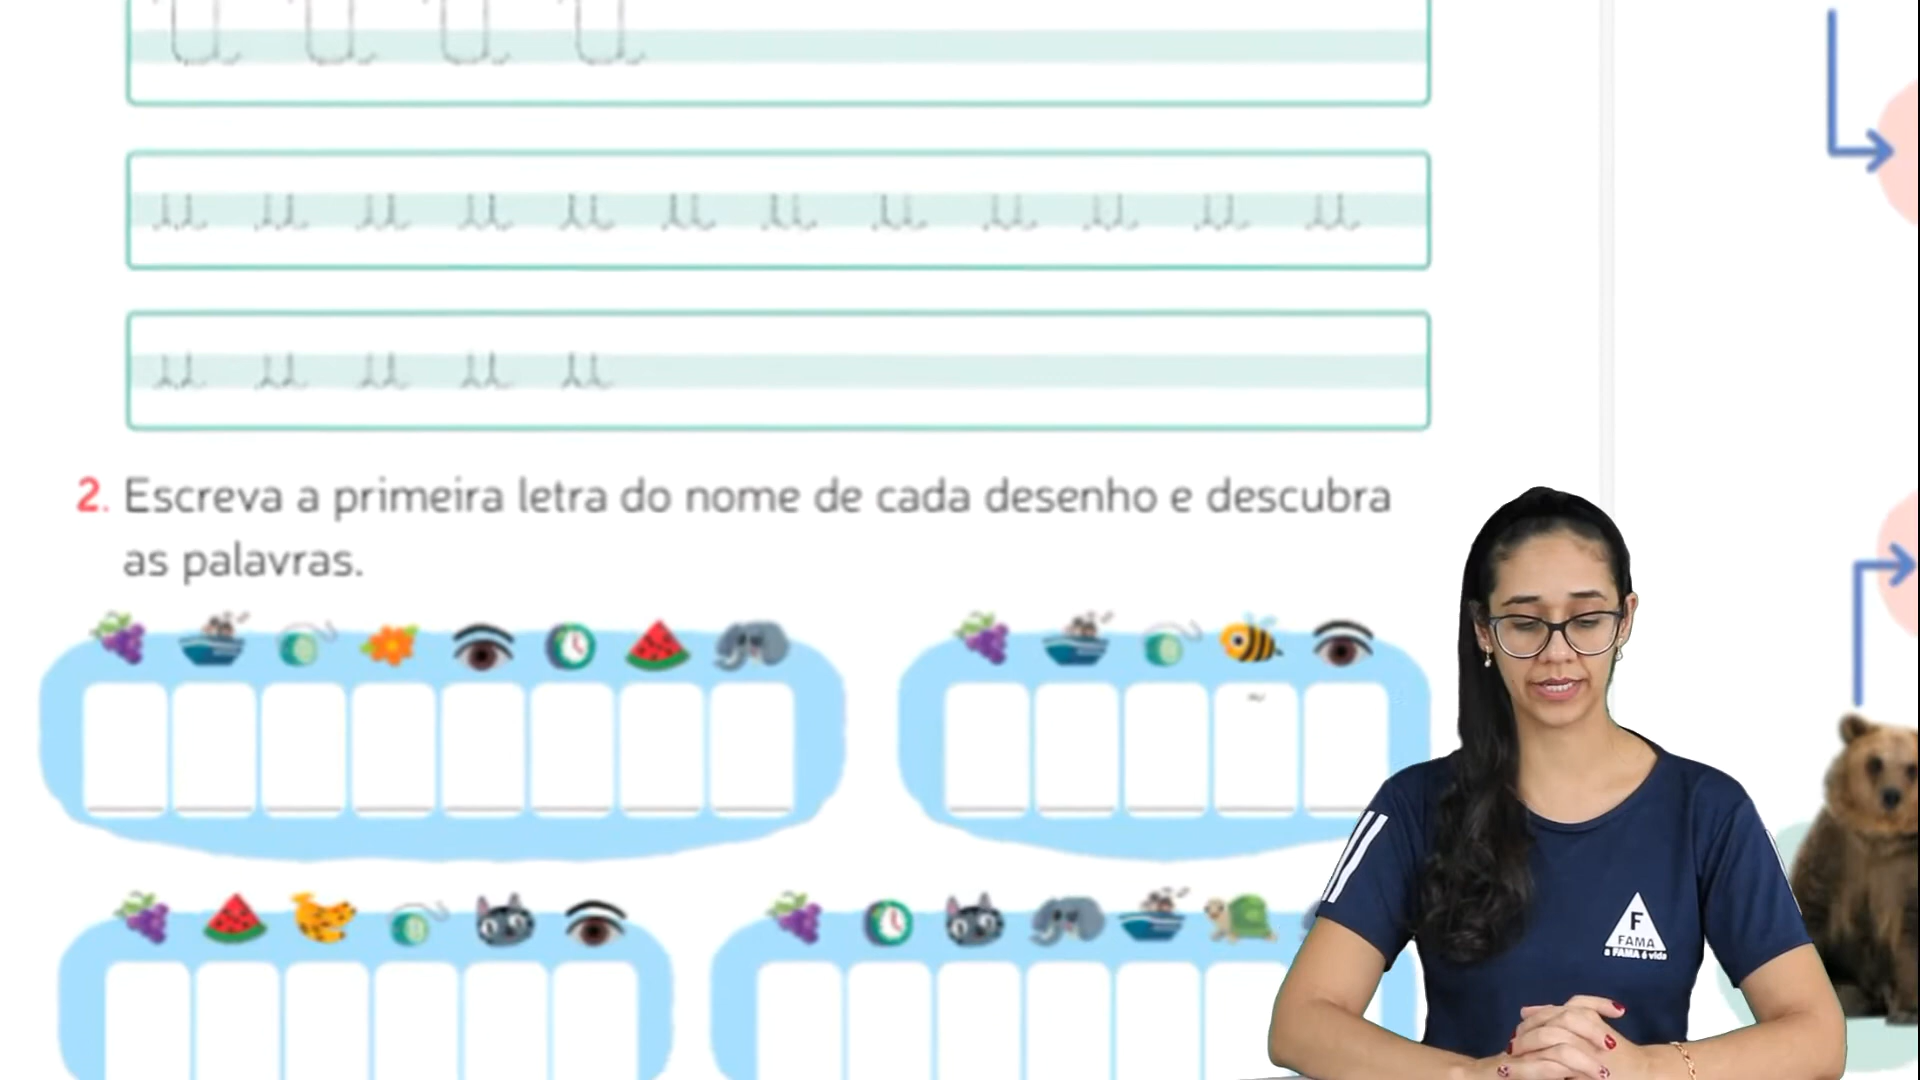 U U U U
u u u u u u u u u u u u
u u u u u
2. Escreva a primeira letra do nome de cada desenho e descubra
as palavras.
~
F
FAMA
a FAMA é vida